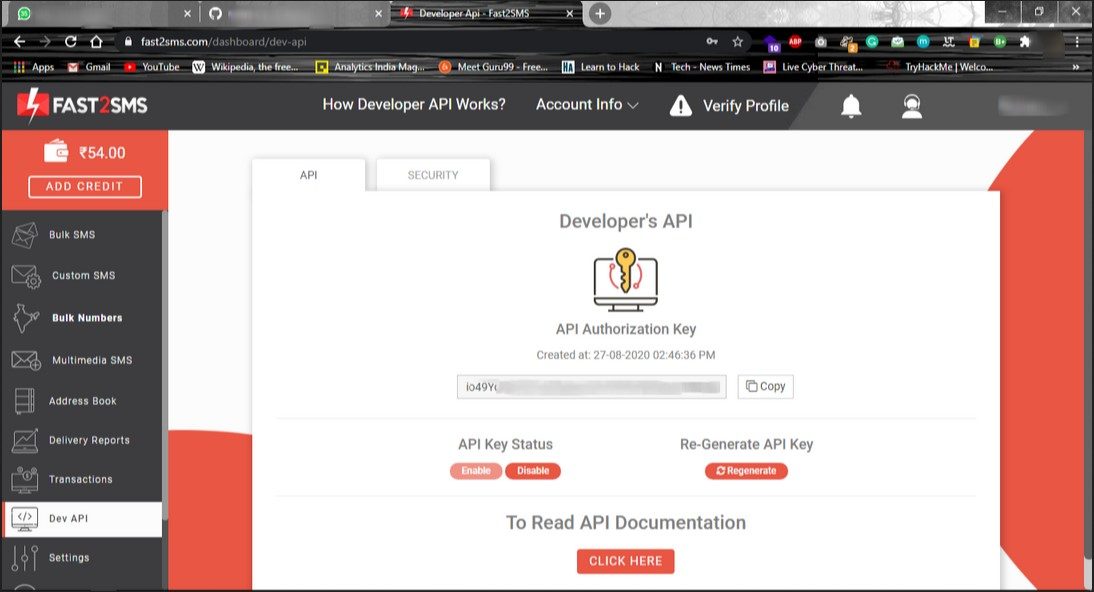 Developer Api - Fast2SMS
fast2sms.com/dashboard/dev-api
10 ABP 2
Apps Gmail YouTube Wikipedia, the free... Analytics India Mag... Meet Guru99 - Free... HA Learn to Hack N Tech - News Times Live Cyber Threat... TryHackMe | Welco... »
FAST2SMS How Developer API Works? Account Info Verify Profile
₹54.00
ADD CREDIT
API SECURITY
Developer's API
Bulk SMS
Custom SMS
Bulk Numbers
Multimedia SMS
Address Book
Delivery Reports
Transactions
Dev API
Settings
API Authorization Key
Created at: 27-08-2020 02:46:36 PM
io49Y
Copy
API Key Status Re-Generate API Key
Enable Disable Regenerate
To Read API Documentation
CLICK HERE